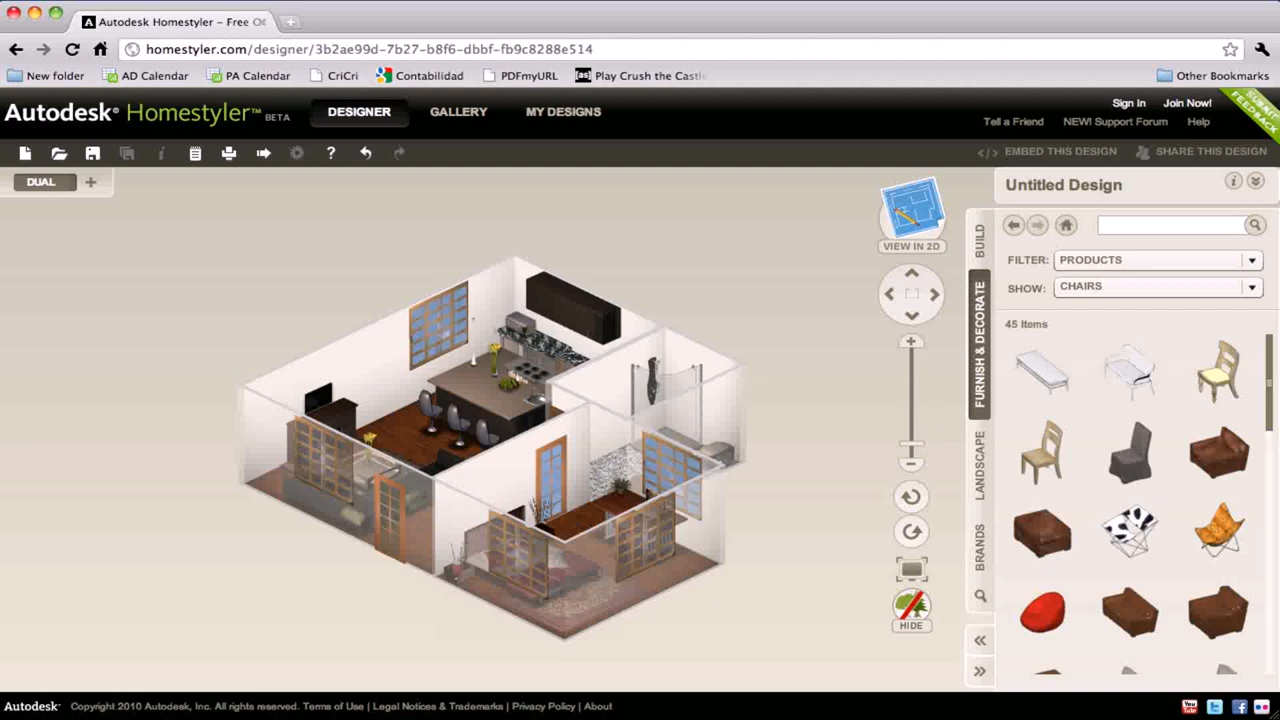 Autodesk Homestyler – Free
homestyler.com/designer/3b2ae99d-7b27-b8f6-dbbf-fb9c8288e514
New folder AD Calendar PA Calendar CriCri Contabilidad PDFmyURL Play Crush the Castle Other Bookmarks
Autodesk® Homestyler™ BETA DESIGNER GALLERY MY DESIGNS
Sign In Join Now!
Tell a Friend NEW! Support Forum Help
SUBMIT FEEDBACK
</> EMBED THIS DESIGN SHARE THIS DESIGN
DUAL +
Untitled Design
VIEW IN 2D
BUILD
FILTER: PRODUCTS
SHOW: CHAIRS
45 Items
FURNISH & DECORATE
LANDSCAPE
BRANDS
HIDE
Autodesk® Copyright 2010 Autodesk, Inc. All rights reserved. Terms of Use | Legal Notices & Trademarks | Privacy Policy | About
You Tube